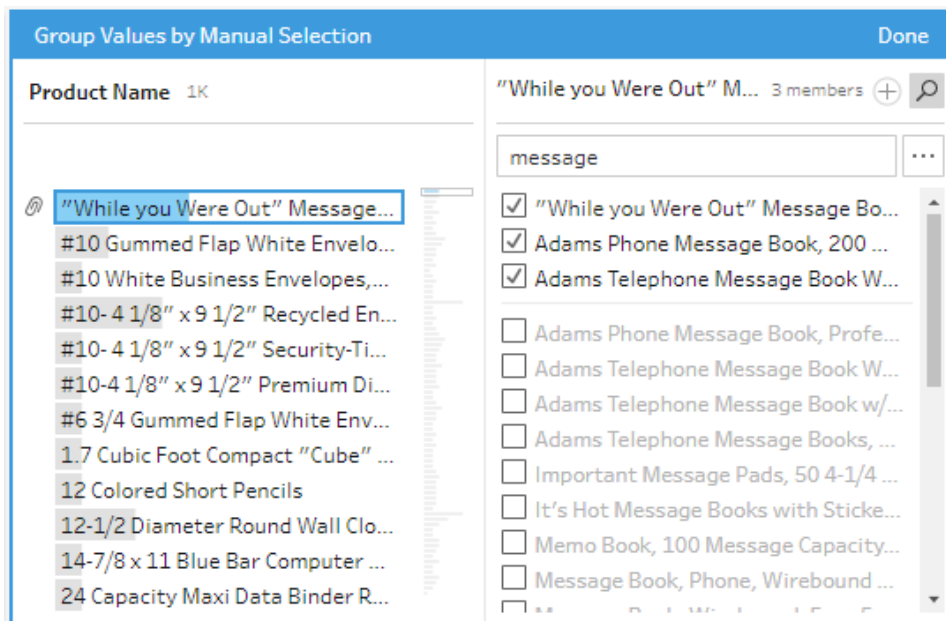 Group Values by Manual Selection
Done
Product Name 1K
"While you Were Out" Message...
#10 Gummed Flap White Envelo...
#10 White Business Envelopes,...
#10- 4 1/8" x 9 1/2" Recycled En...
#10- 4 1/8" x 9 1/2" Security-Ti...
#10-4 1/8" x 9 1/2" Premium Di...
#6 3/4 Gummed Flap White Env...
1.7 Cubic Foot Compact "Cube" ...
12 Colored Short Pencils
12-1/2 Diameter Round Wall Clo...
14-7/8 x 11 Blue Bar Computer ...
24 Capacity Maxi Data Binder R...
"While you Were Out" M... 3 members
message
"While you Were Out" Message Bo...
Adams Phone Message Book, 200 ...
Adams Telephone Message Book W...
Adams Phone Message Book, Profe...
Adams Telephone Message Book W...
Adams Telephone Message Book w/...
Adams Telephone Message Books, ...
Important Message Pads, 50 4-1/4 ...
It's Hot Message Books with Sticke...
Memo Book, 100 Message Capacity...
Message Book, Phone, Wirebound ...